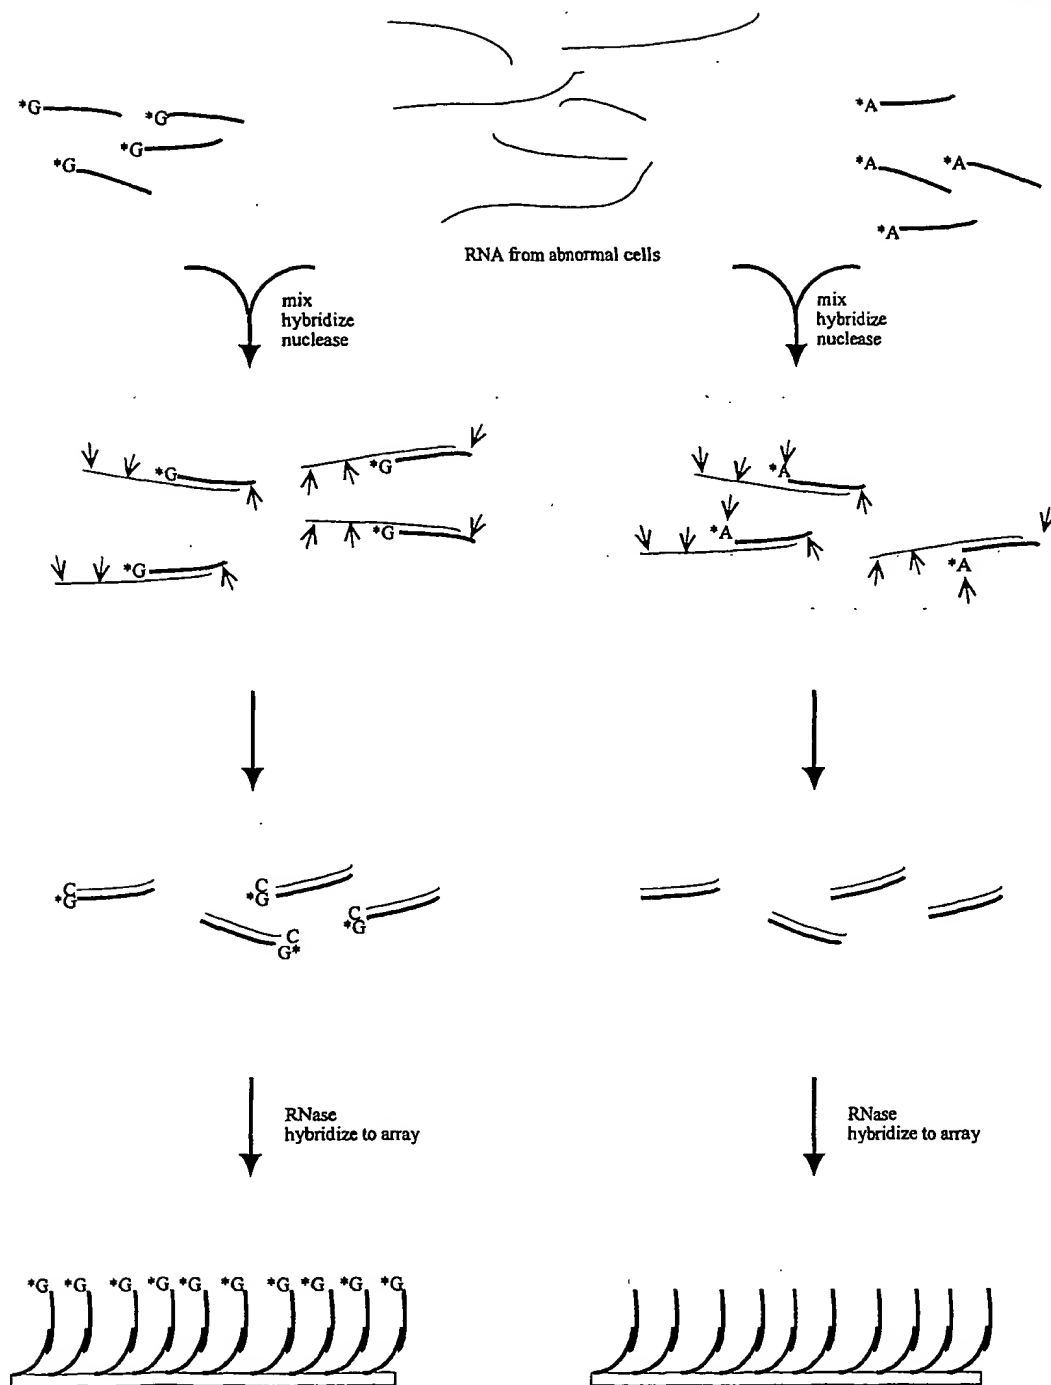 *G
*G
*G
*G
*A
*A
*A
*A
RNA from abnormal cells
mix
hybridize
nuclease
mix
hybridize
nuclease
*G
*G
*G
*G
*A
*A
*A
C
*G
C
*G
C
*G
C
G*
RNase
hybridize to array
RNase
hybridize to array
*G *G *G *G *G *G *G *G *G *G